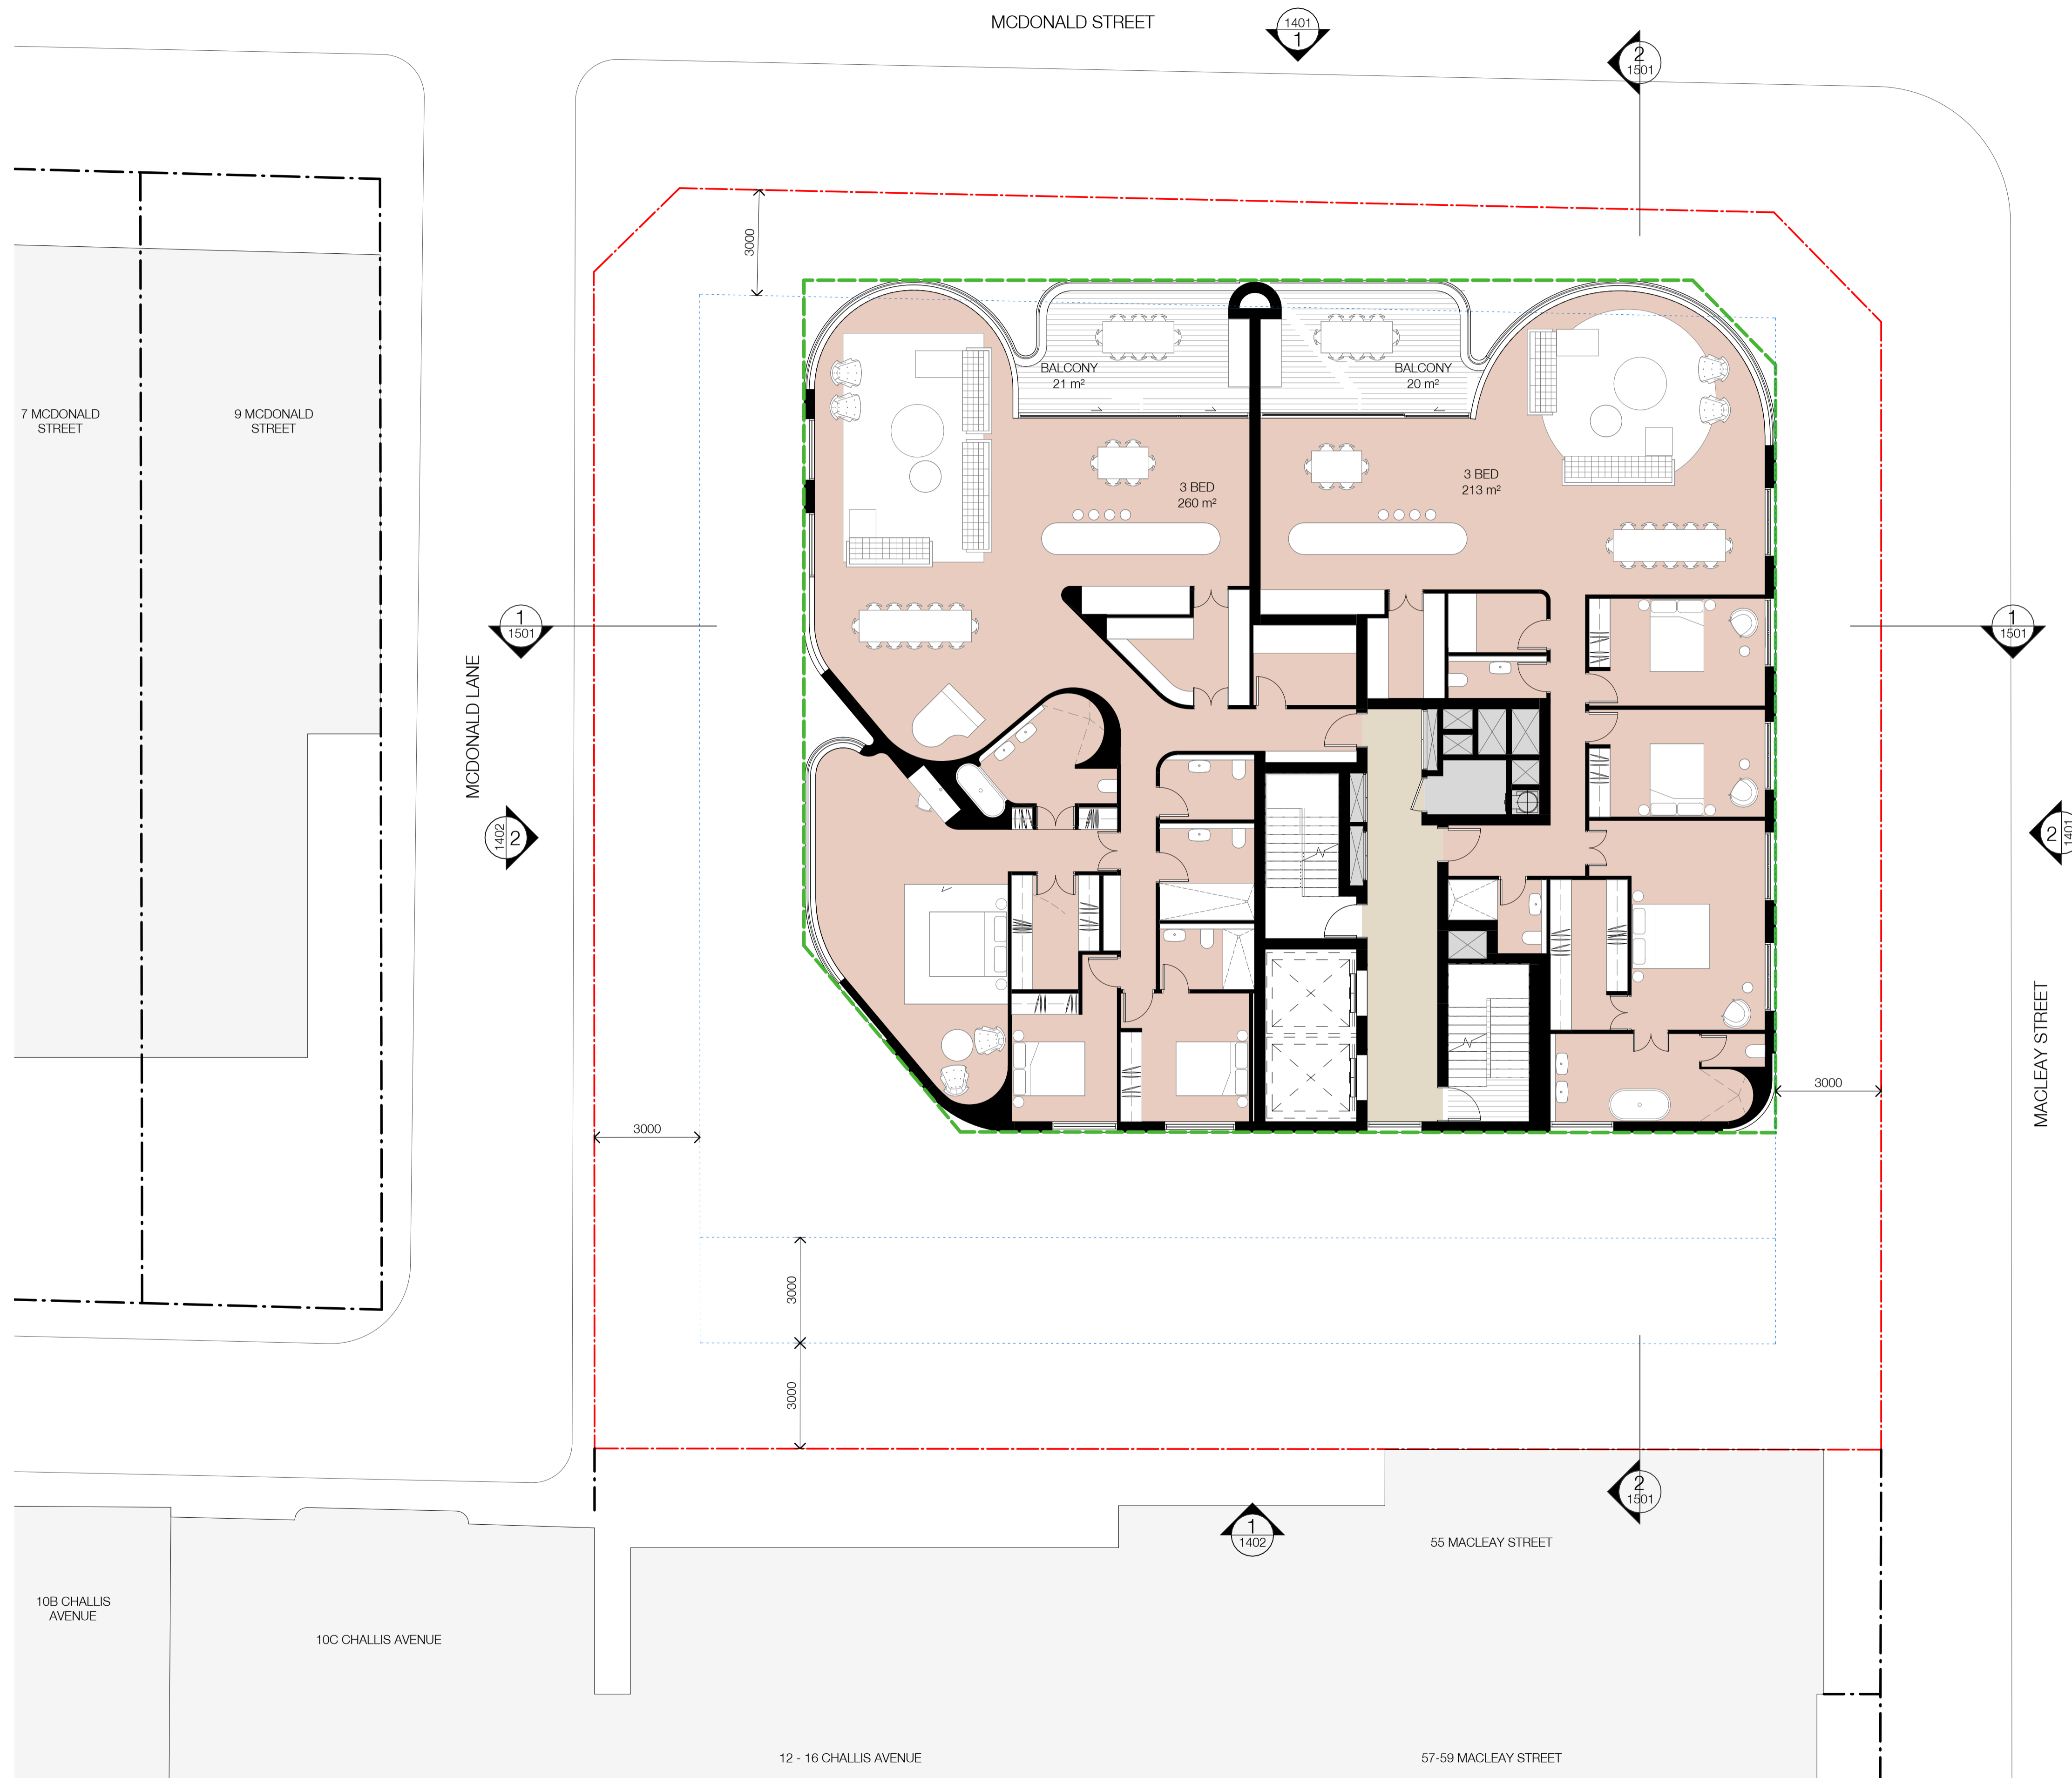 MCDONALD STREET
1401
1
2
1501
3000
7 MCDONALD
STREET
9 MCDONALD
STREET
BALCONY
21 m²
BALCONY
20 m²
3 BED
260 m²
3 BED
213 m²
1
1501
1
1501
MCDONALD LANE
1402
2
2
1401
MACLEAY STREET
3000
3000
3000
3000
2
1501
1
1402
55 MACLEAY STREET
10B CHALLIS
AVENUE
10C CHALLIS AVENUE
12 - 16 CHALLIS AVENUE
57-59 MACLEAY STREET